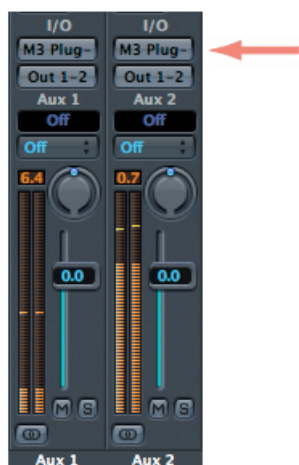 I/O I/O
M3 Plug- M3 Plug-
Out 1-2 Out 1-2
Aux 1 Aux 2
Off Off
Off Off
6.4 0.7
0.0 0.0
M S M S
Aux 1 Aux 2